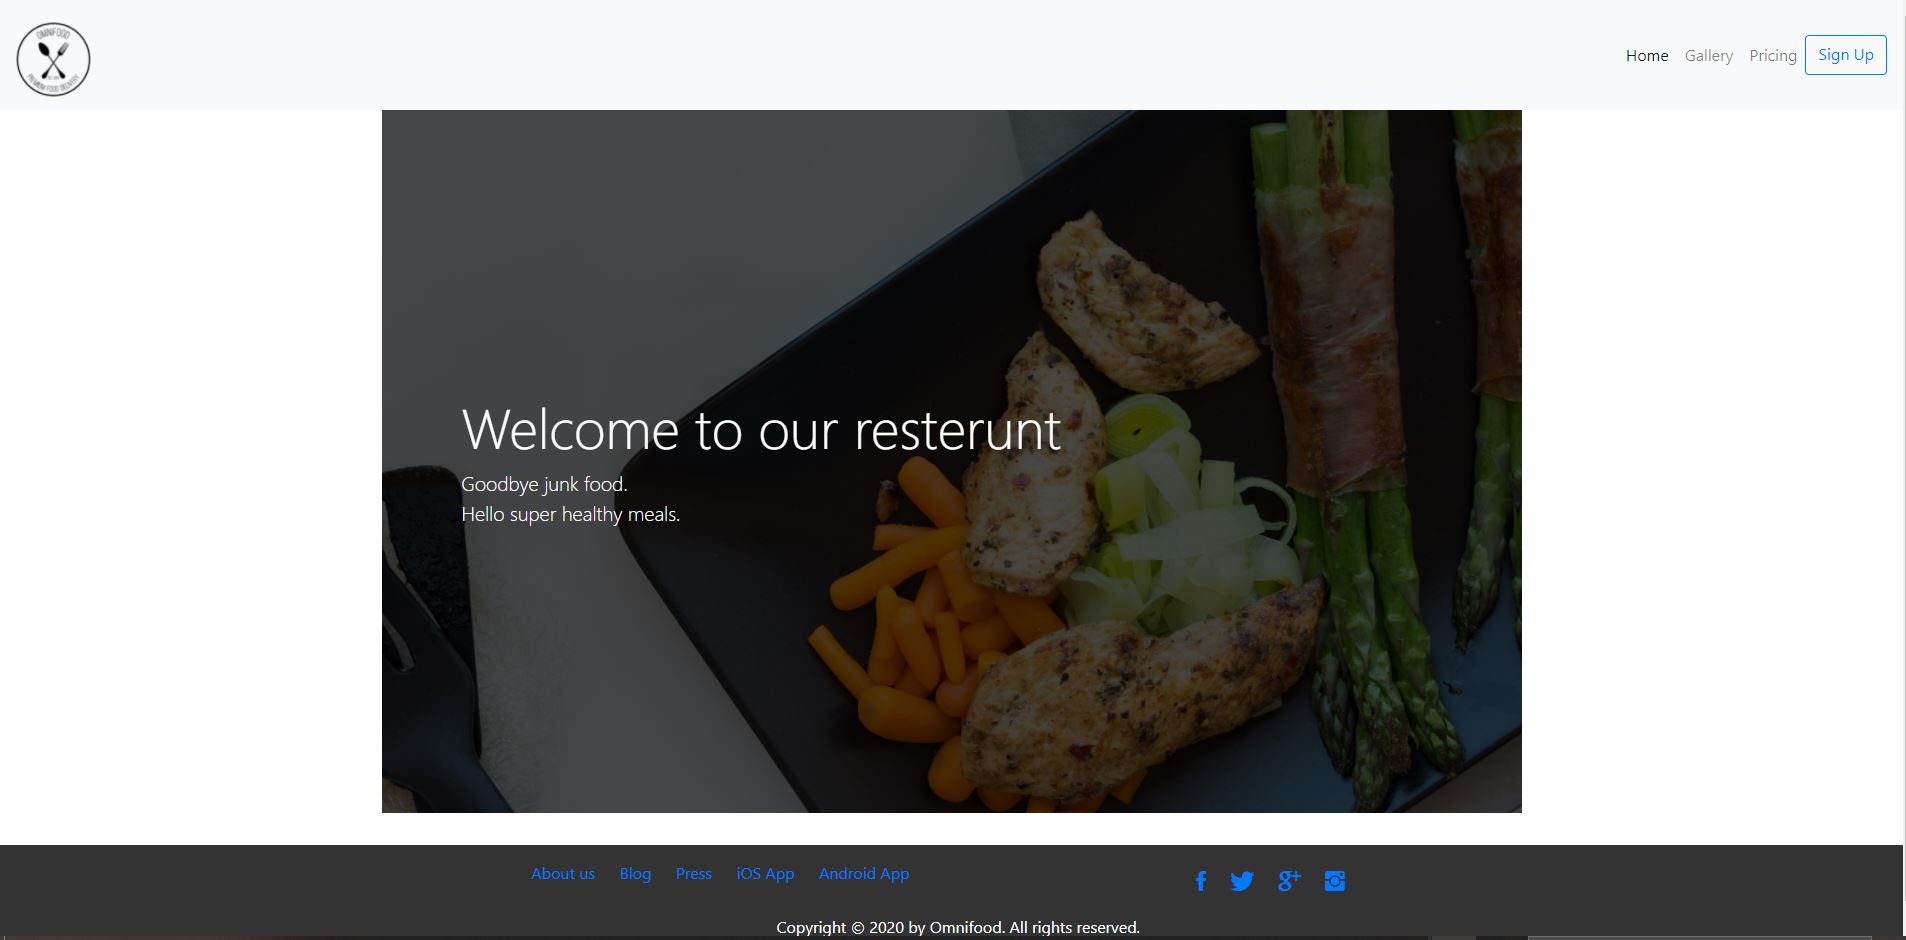 OMNIFOOD
PREMIUM FOOD DELIVERY
Home Gallery Pricing Sign Up
Welcome to our resterunt
Goodbye junk food.
Hello super healthy meals.
About us Blog Press iOS App Android App
Copyright © 2020 by Omnifood. All rights reserved.